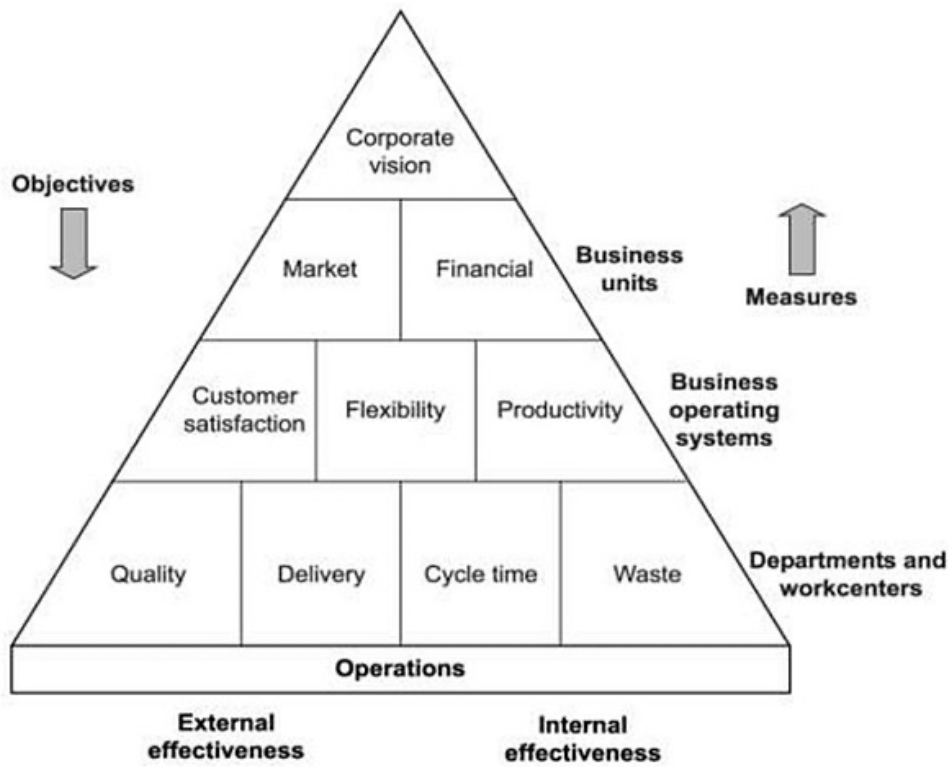 Corporate
vision
Objectives
Market
Financial
Business
units
Measures
Customer
satisfaction
Flexibility
Productivity
Business
operating
systems
Quality
Delivery
Cycle time
Waste
Departments and
workcenters
Operations
External
effectiveness
Internal
effectiveness